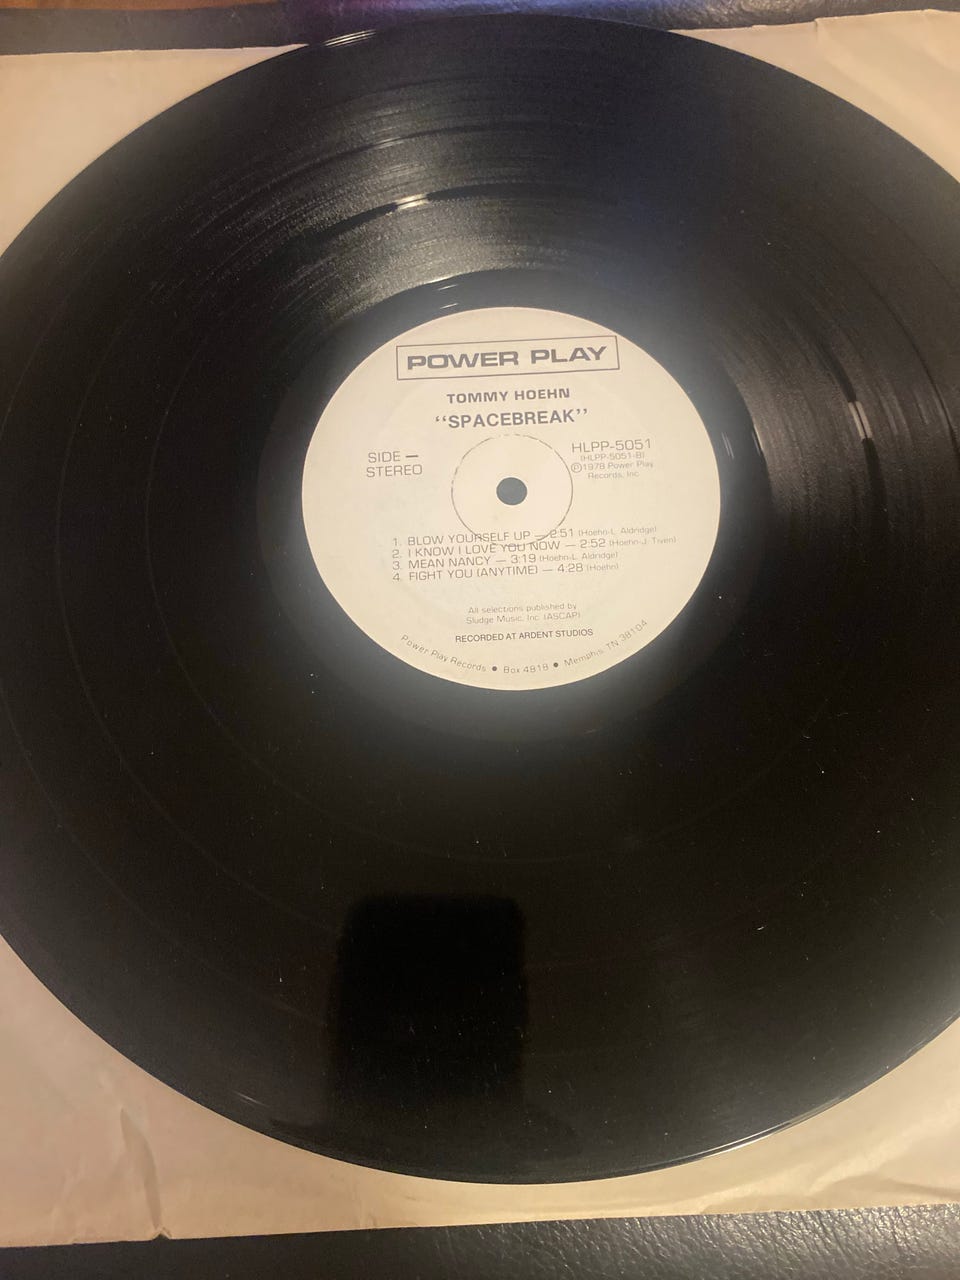 POWER PLAY
TOMMY HOEHN
“SPACEBREAK”
SIDE —
STEREO
HLPP-5051
(HLPP-5051-B)
℗1978 Power Play
Records, Inc.
1. BLOW YOURSELF UP — 2:51 (Hoehn-L. Aldridge)
2. I KNOW I LOVE YOU NOW — 2:52 (Hoehn-J. Tiven)
3. MEAN NANCY — 3:19 (Hoehn-L. Aldridge)
4. FIGHT YOU (ANYTIME) — 4:28 (Hoehn)
All selections published by
Sludge Music, Inc. (ASCAP)
RECORDED AT ARDENT STUDIOS
Power Play Records • Box 4818 • Memphis TN 38104